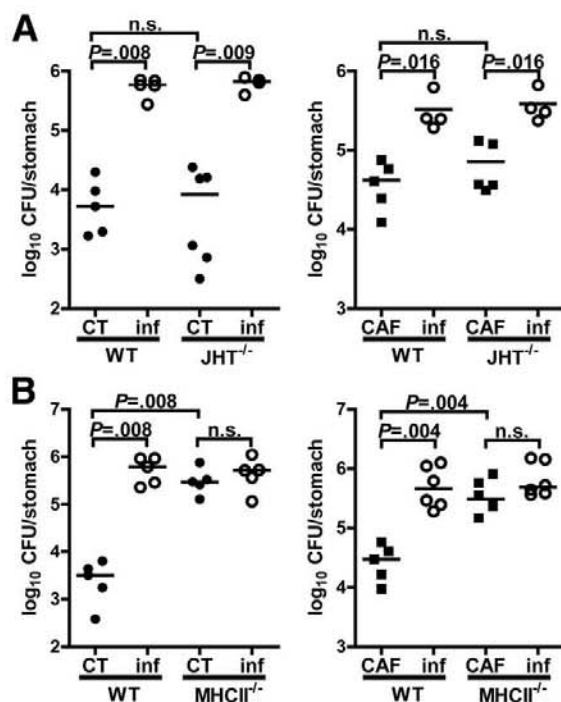 A
n.s.
P=.008
P=.009
6
5
4
3
2
log10 CFU/stomach
CT
inf
CT
inf
WT
JHT-/-
n.s.
P=.016
P=.016
6
5
4
3
log10 CFU/stomach
CAF
inf
CAF
inf
WT
JHT-/-
B
P=.008
P=.008
n.s.
7
6
5
4
3
2
log10 CFU/stomach
CT
inf
CT
inf
WT
MHCII-/-
P=.004
P=.004
n.s.
7
6
5
4
3
log10 CFU/stomach
CAF
inf
CAF
inf
WT
MHCII-/-